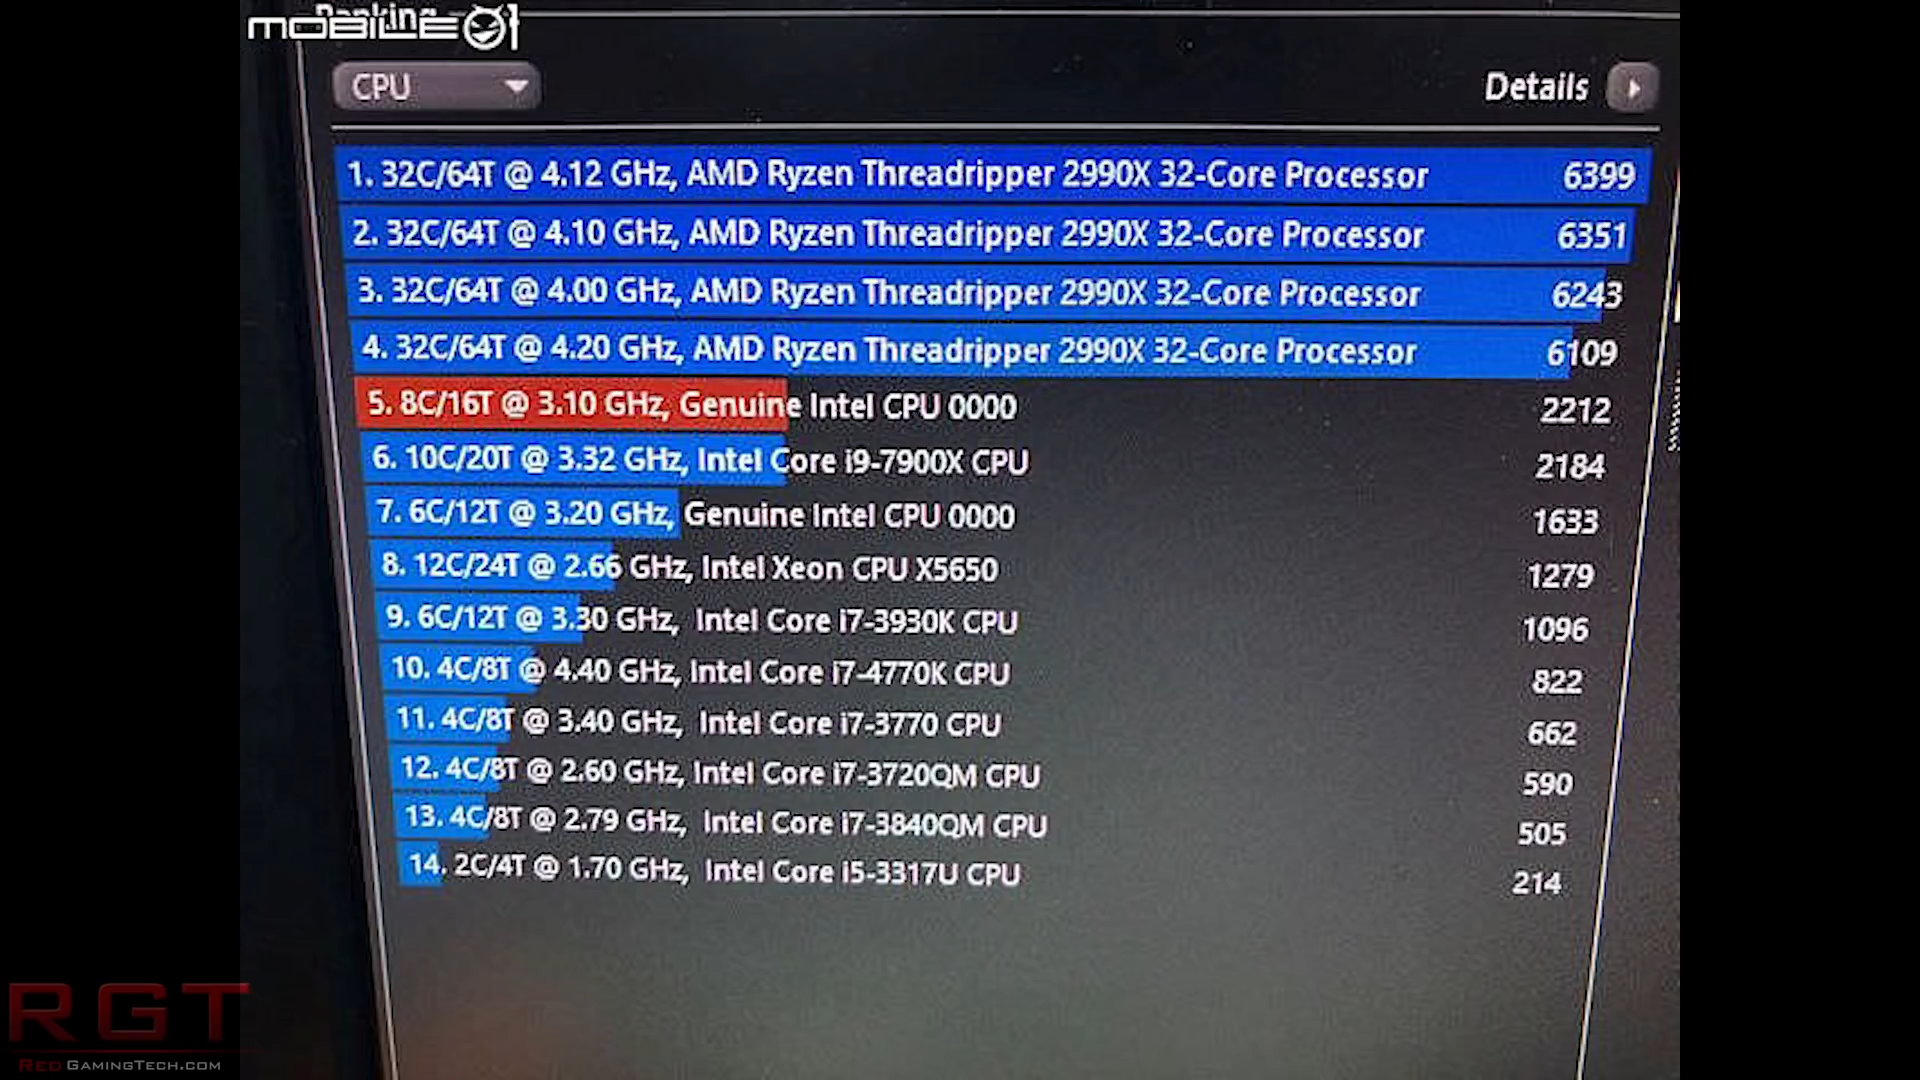 Ranking
MOBILE01
CPU
Details
1. 32C/64T @ 4.12 GHz, AMD Ryzen Threadripper 2990X 32-Core Processor 6399
2. 32C/64T @ 4.10 GHz, AMD Ryzen Threadripper 2990X 32-Core Processor 6351
3. 32C/64T @ 4.00 GHz, AMD Ryzen Threadripper 2990X 32-Core Processor 6243
4. 32C/64T @ 4.20 GHz, AMD Ryzen Threadripper 2990X 32-Core Processor 6109
5. 8C/16T @ 3.10 GHz, Genuine Intel CPU 0000 2212
6. 10C/20T @ 3.32 GHz, Intel Core i9-7900X CPU 2184
7. 6C/12T @ 3.20 GHz, Genuine Intel CPU 0000 1633
8. 12C/24T @ 2.66 GHz, Intel Xeon CPU X5650 1279
9. 6C/12T @ 3.30 GHz, Intel Core i7-3930K CPU 1096
10. 4C/8T @ 4.40 GHz, Intel Core i7-4770K CPU 822
11. 4C/8T @ 3.40 GHz, Intel Core i7-3770 CPU 662
12. 4C/8T @ 2.60 GHz, Intel Core i7-3720QM CPU 590
13. 4C/8T @ 2.79 GHz, Intel Core i7-3840QM CPU 505
14. 2C/4T @ 1.70 GHz, Intel Core i5-3317U CPU 214
RGT
RED GAMINGTECH.COM